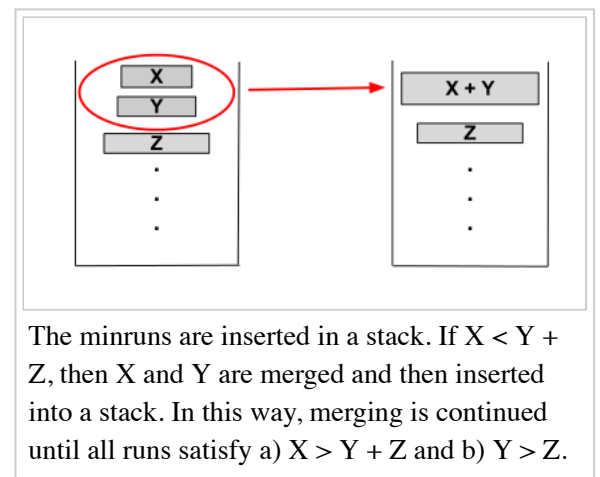 X
Y
Z
.
.
.
X + Y
Z
.
.
.
The minruns are inserted in a stack. If X < Y +
Z, then X and Y are merged and then inserted
into a stack. In this way, merging is continued
until all runs satisfy a) X > Y + Z and b) Y > Z.